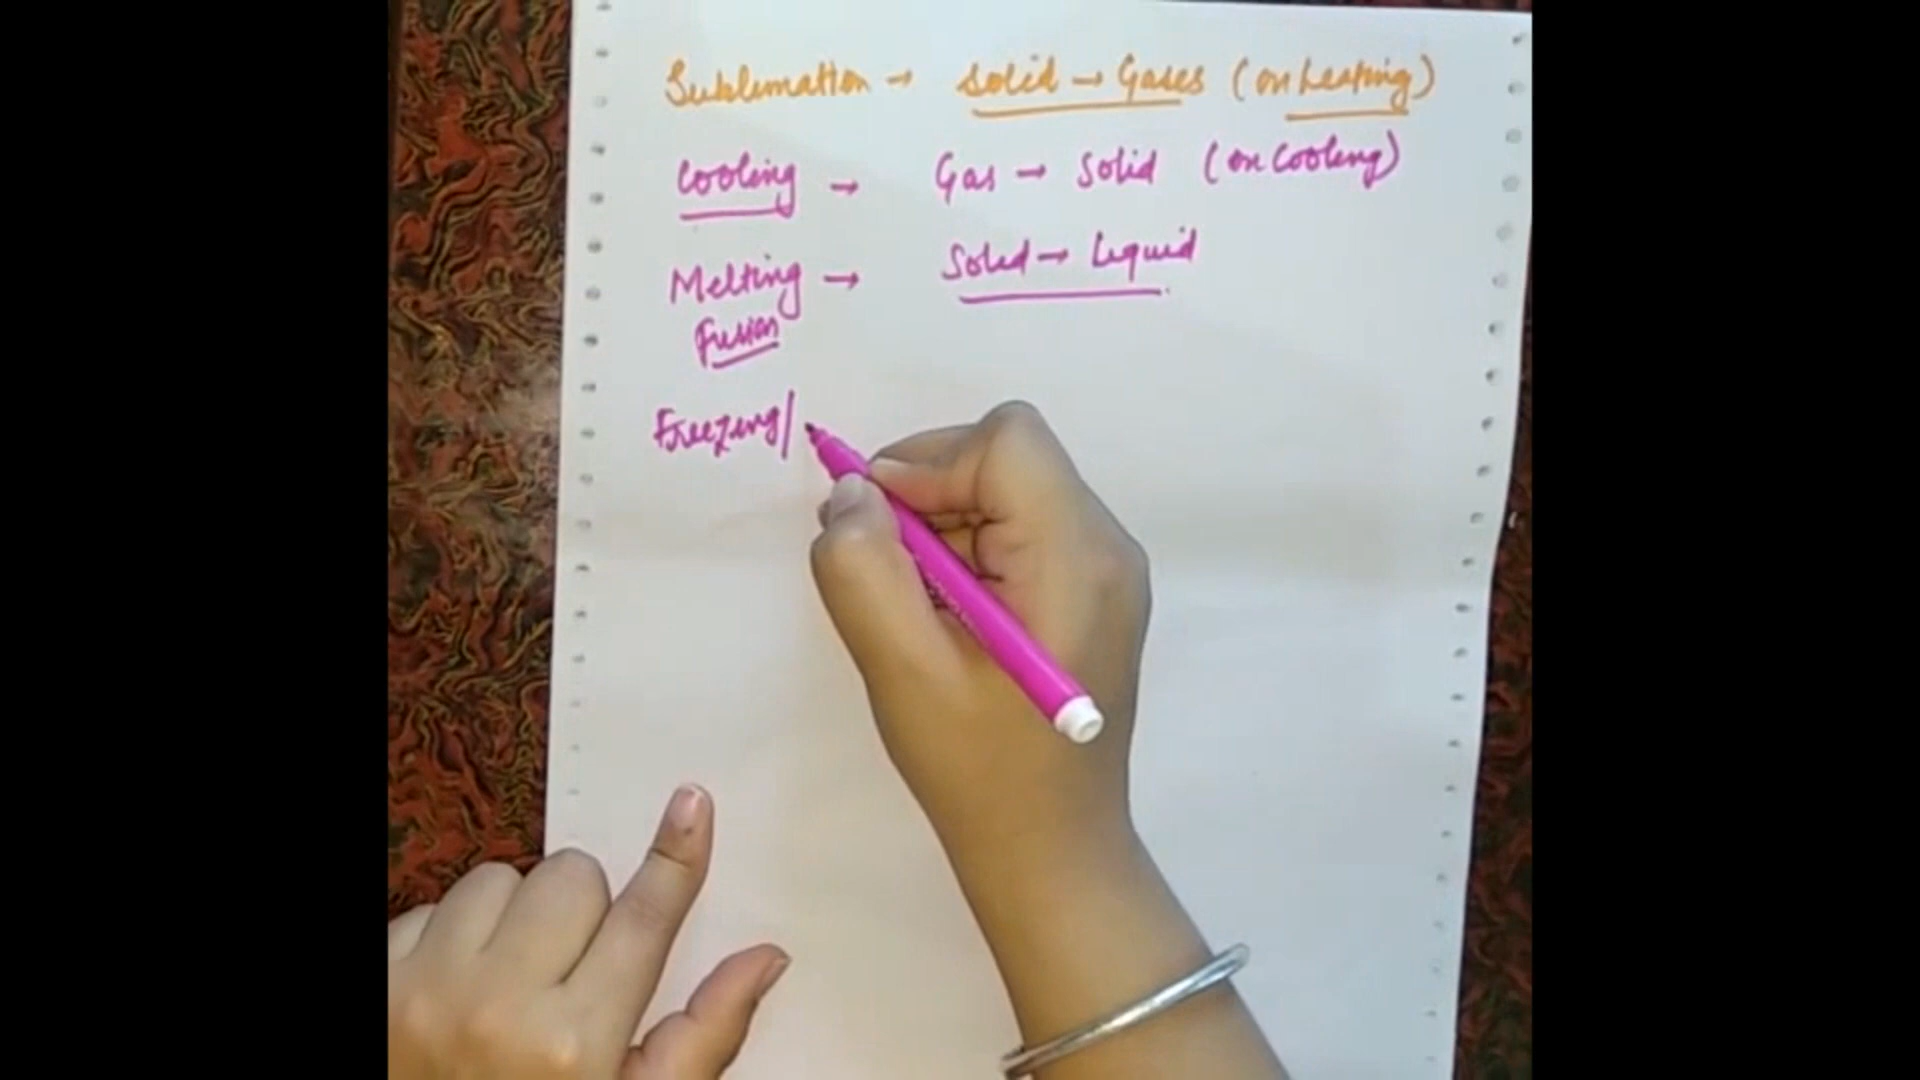 Sublimation → Solid → Gases (on heating)
Cooling → Gas → Solid (on cooling)
Melting → Solid → Liquid
Fusion
Freezing/